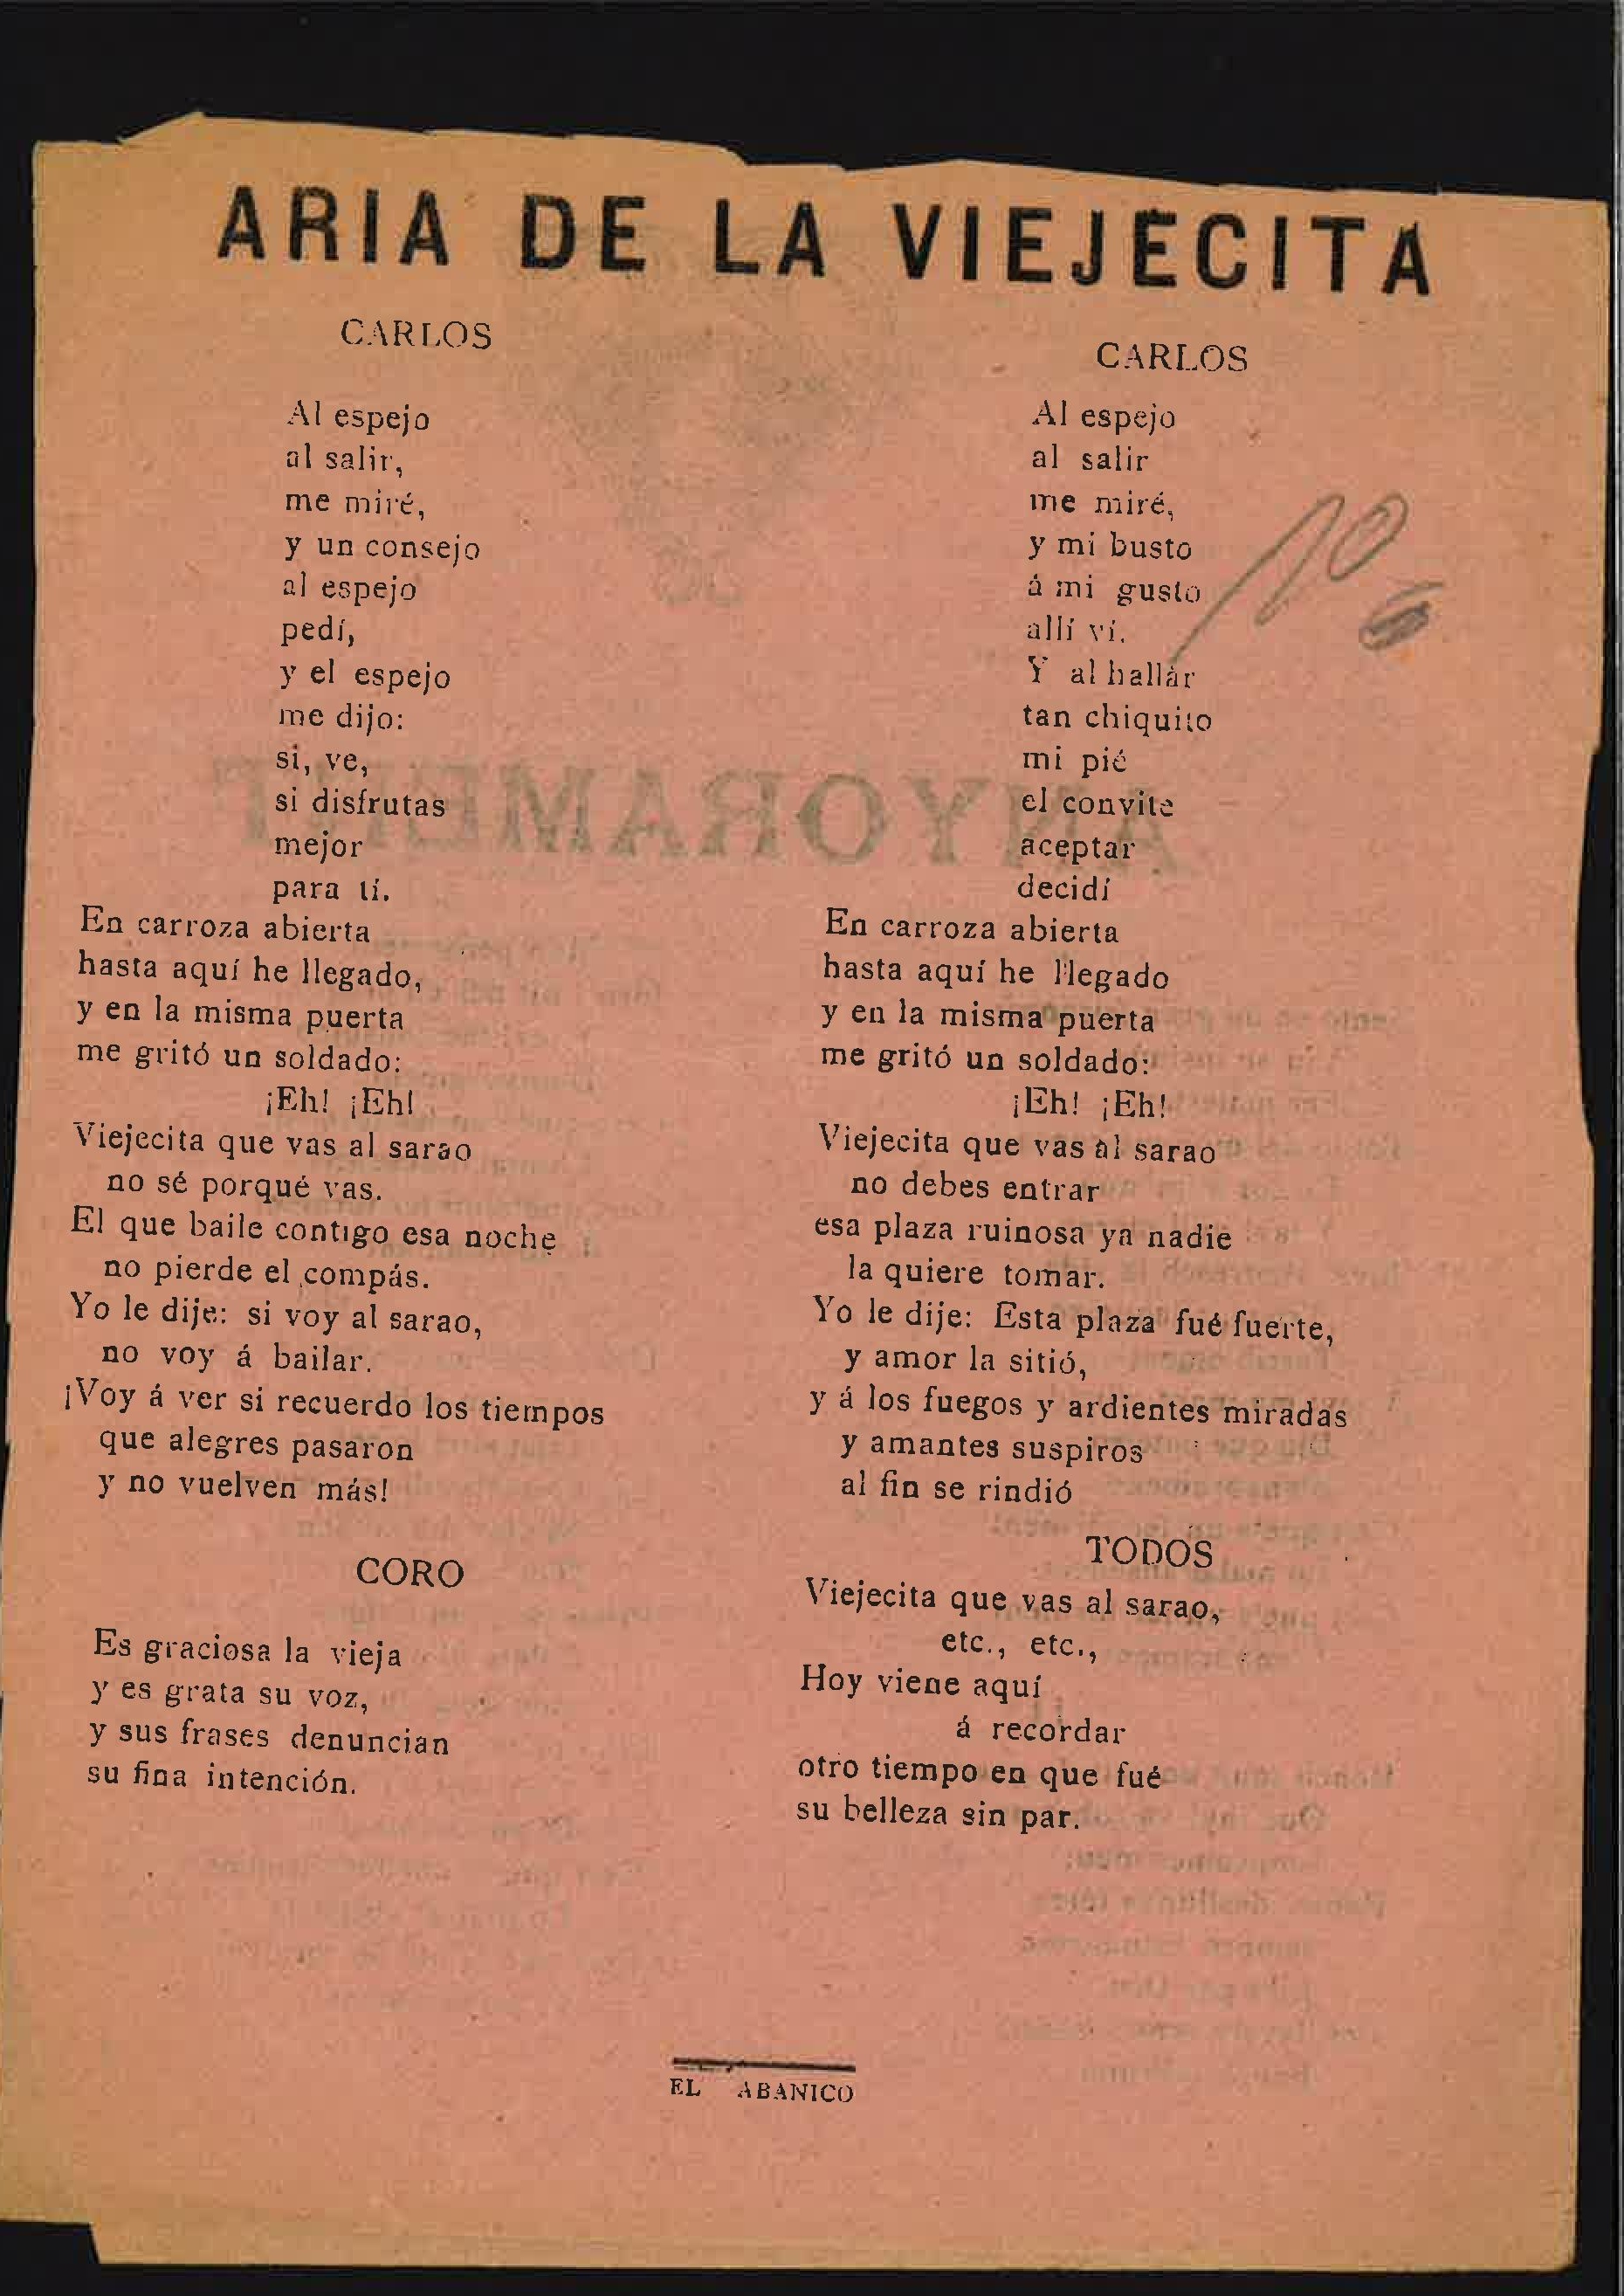 ARIA DE LA VIEJECITA
CARLOS
Al espejo
al salir,
me miré,
y un consejo
al espejo
pedí,
y el espejo
me dijo:
si, ve,
si disfrutas
mejor
para tí.
En carroza abierta
hasta aquí he llegado,
y en la misma puerta
me gritó un soldado:
¡Eh! ¡Eh!
Viejecita que vas al sarao
no sé porqué vas.
El que baile contigo esa noche
no pierde el compás.
Yo le dije: si voy al sarao,
no voy á bailar.
¡Voy á ver si recuerdo los tiempos
que alegres pasaron
y no vuelven más!
CORO
Es graciosa la vieja
y es grata su voz,
y sus frases denuncian
su fina intención.
CARLOS
Al espejo
al salir
me miré,
y mi busto
á mi gusto
allí ví.
Y al hallar
tan chiquito
mi pié
el convite
aceptar
decidí
En carroza abierta
hasta aquí he llegado
y en la misma puerta
me gritó un soldado:
¡Eh! ¡Eh!
Viejecita que vas al sarao
no debes entrar
esa plaza ruinosa ya nadie
la quiere tomar.
Yo le dije: Esta plaza fué fuerte,
y amor la sitió,
y á los fuegos y ardientes miradas
y amantes suspiros
al fin se rindió
TODOS
Viejecita que vas al sarao,
etc., etc.,
Hoy viene aquí
á recordar
otro tiempo en que fué
su belleza sin par.
10
EL ABANICO